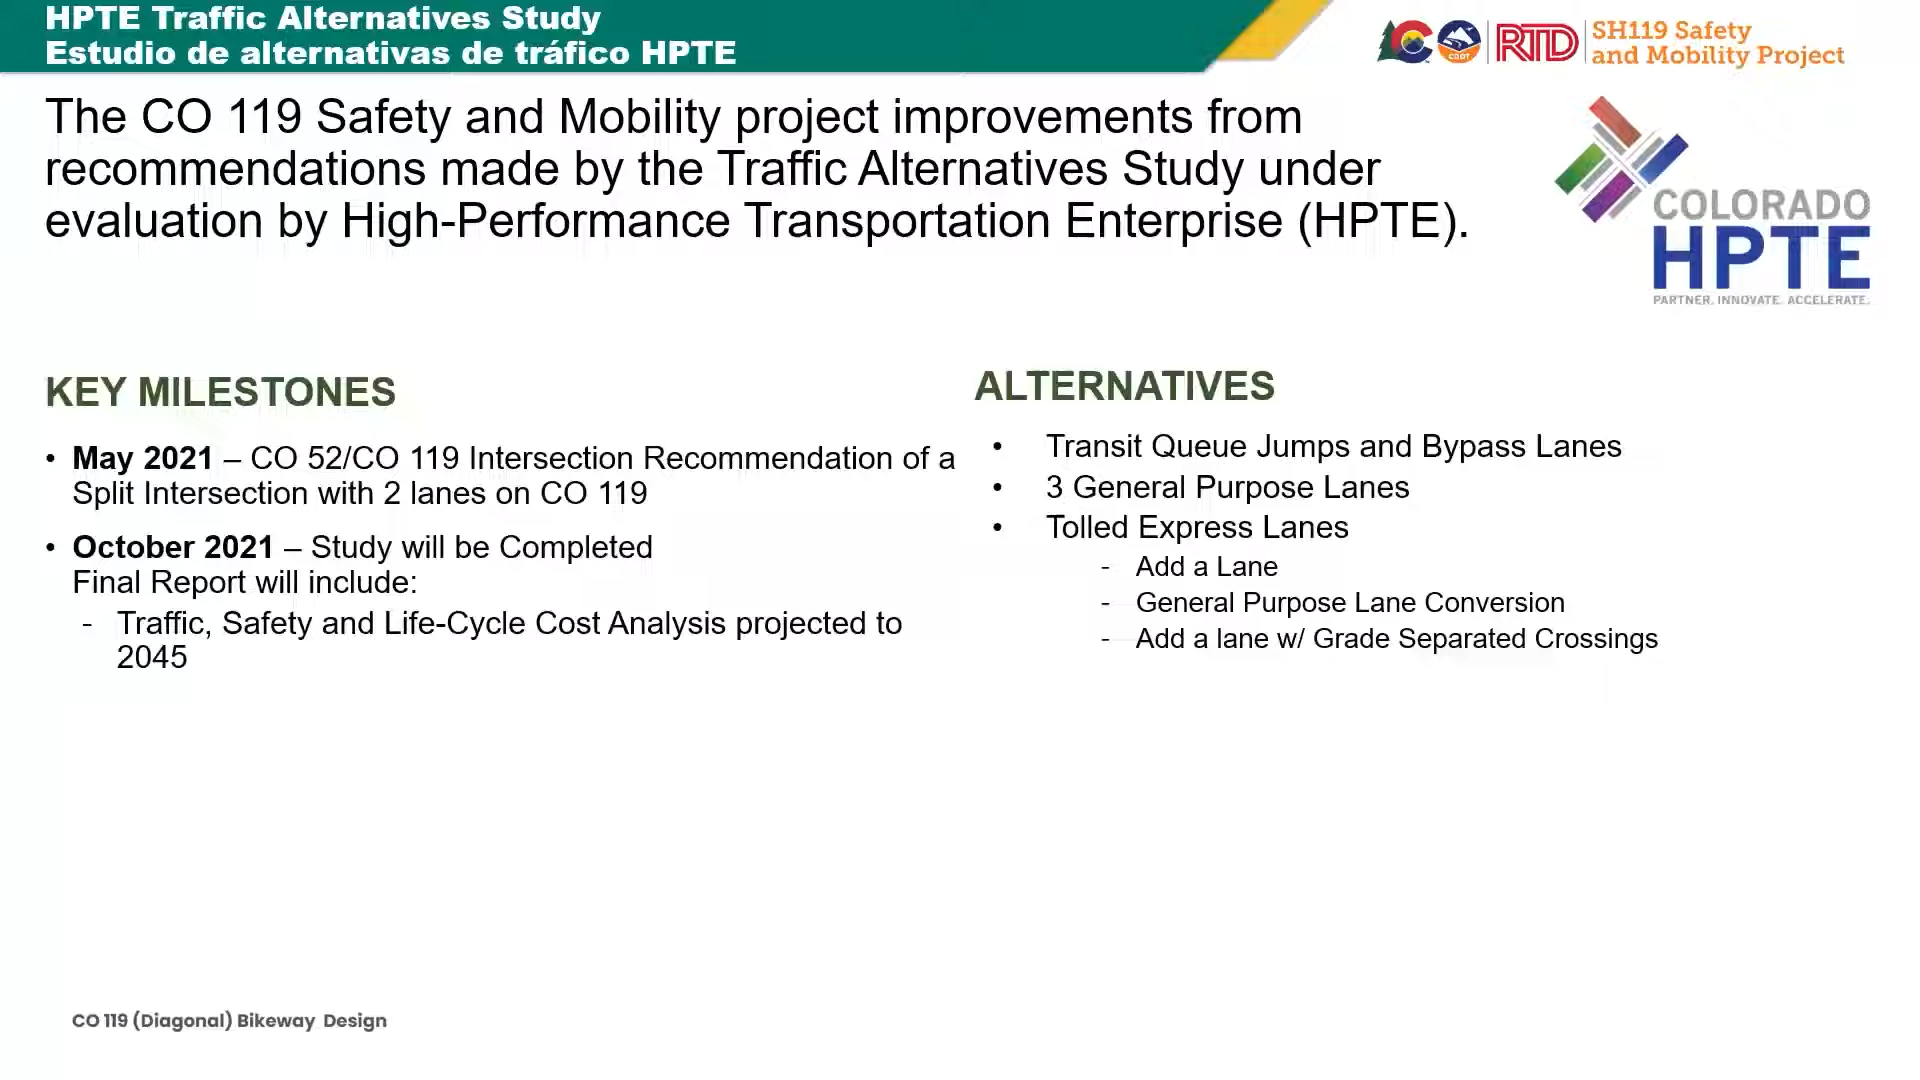 HPTE Traffic Alternatives Study
Estudio de alternativas de tráfico HPTE
CDOT
RTD
SH119 Safety
and Mobility Project
The CO 119 Safety and Mobility project improvements from
recommendations made by the Traffic Alternatives Study under
evaluation by High-Performance Transportation Enterprise (HPTE).
COLORADO
HPTE
PARTNER. INNOVATE. ACCELERATE.
KEY MILESTONES
• May 2021 – CO 52/CO 119 Intersection Recommendation of a
Split Intersection with 2 lanes on CO 119
• October 2021 – Study will be Completed
Final Report will include:
- Traffic, Safety and Life-Cycle Cost Analysis projected to
2045
ALTERNATIVES
• Transit Queue Jumps and Bypass Lanes
• 3 General Purpose Lanes
• Tolled Express Lanes
- Add a Lane
- General Purpose Lane Conversion
- Add a lane w/ Grade Separated Crossings
CO 119 (Diagonal) Bikeway Design